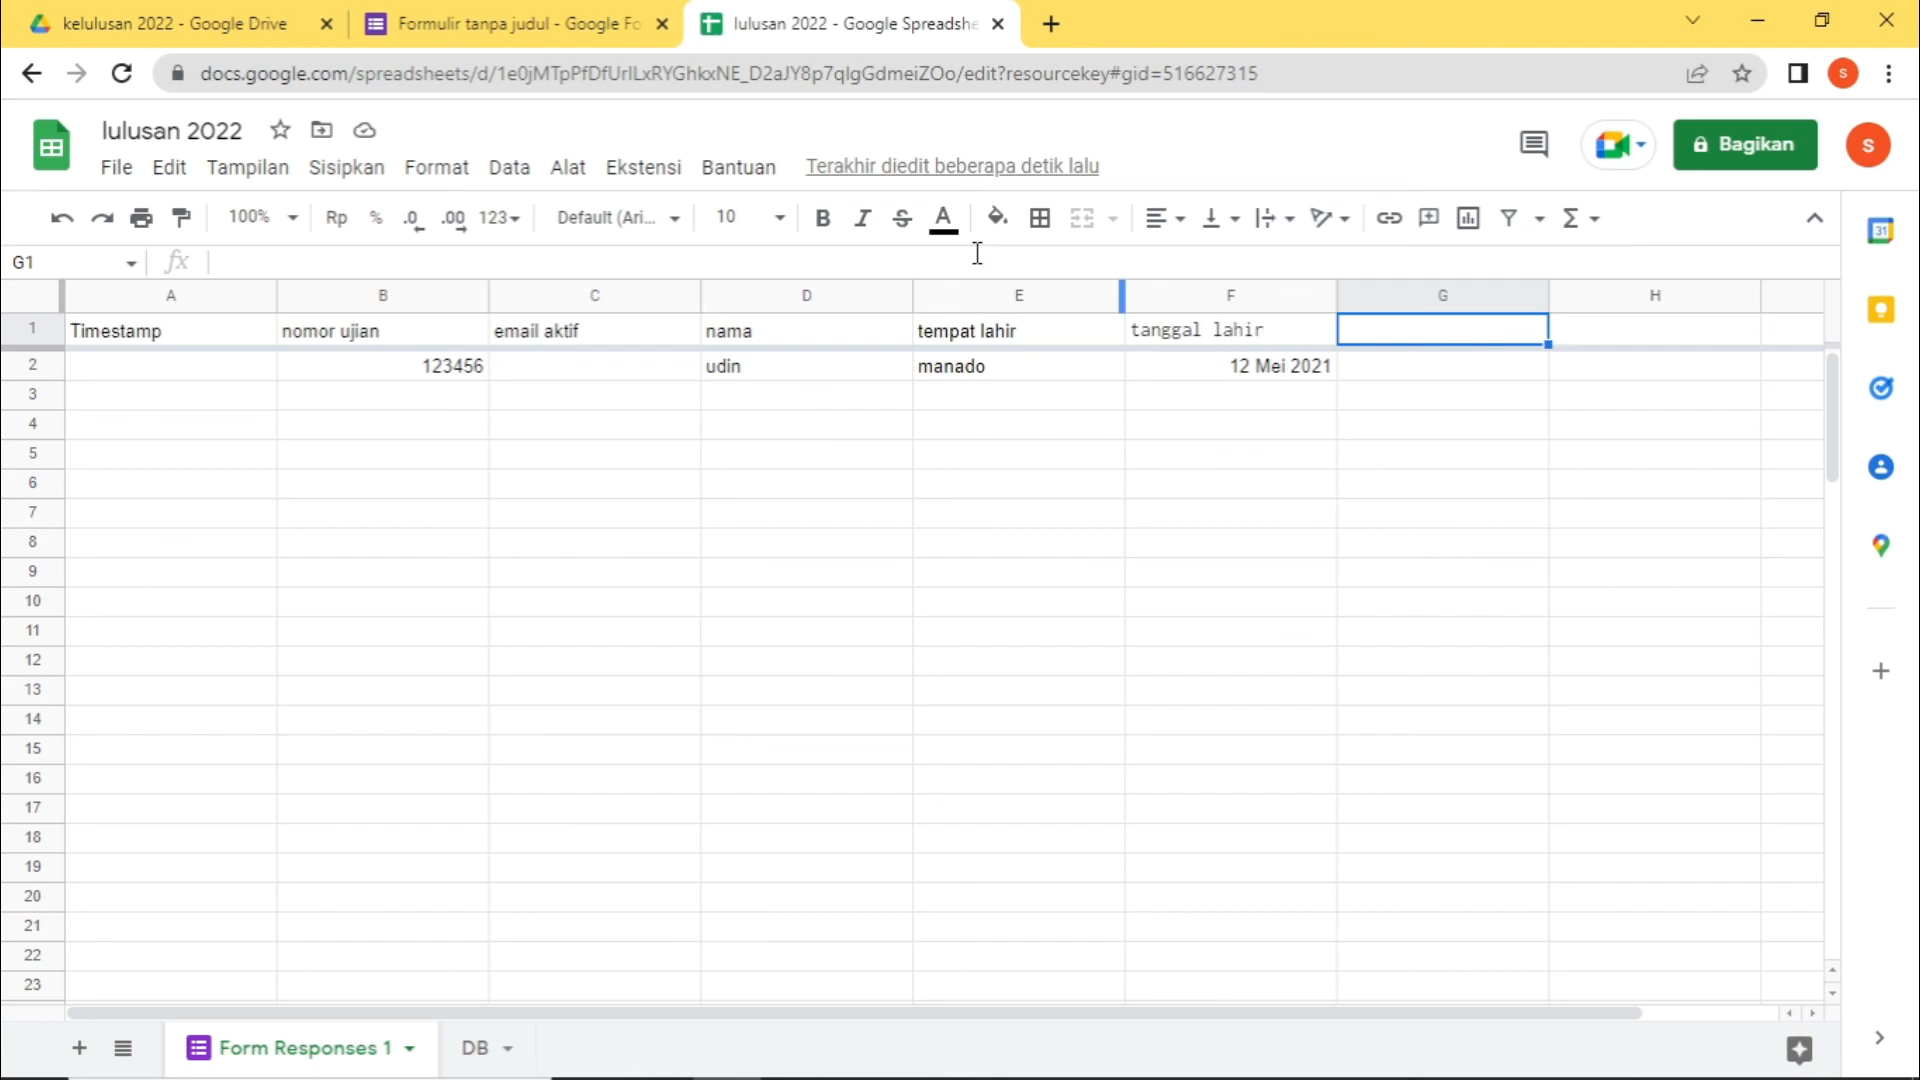 kelulusan 2022 - Google Drive
Formulir tanpa judul - Google Fo
lulusan 2022 - Google Spreadshe
docs.google.com/spreadsheets/d/1e0jMTpPfDfUrlLxRYGhkxNE_D2aJY8p7qlgGdmeiZOo/edit?resourcekey#gid=516627315
S
lulusan 2022
File Edit Tampilan Sisipkan Format Data Alat Ekstensi Bantuan Terakhir diedit beberapa detik lalu
Bagikan
S
100% Rp % .0 .00 123 Default (Ari... 10 B I S A
31
G1 fx
A B C D E F G H
1 Timestamp nomor ujian email aktif nama tempat lahir tanggal lahir
2 123456 udin manado 12 Mei 2021
3
4
5
6
7
8
9
10
11
12
13
14
15
16
17
18
19
20
21
22
23
Form Responses 1 DB